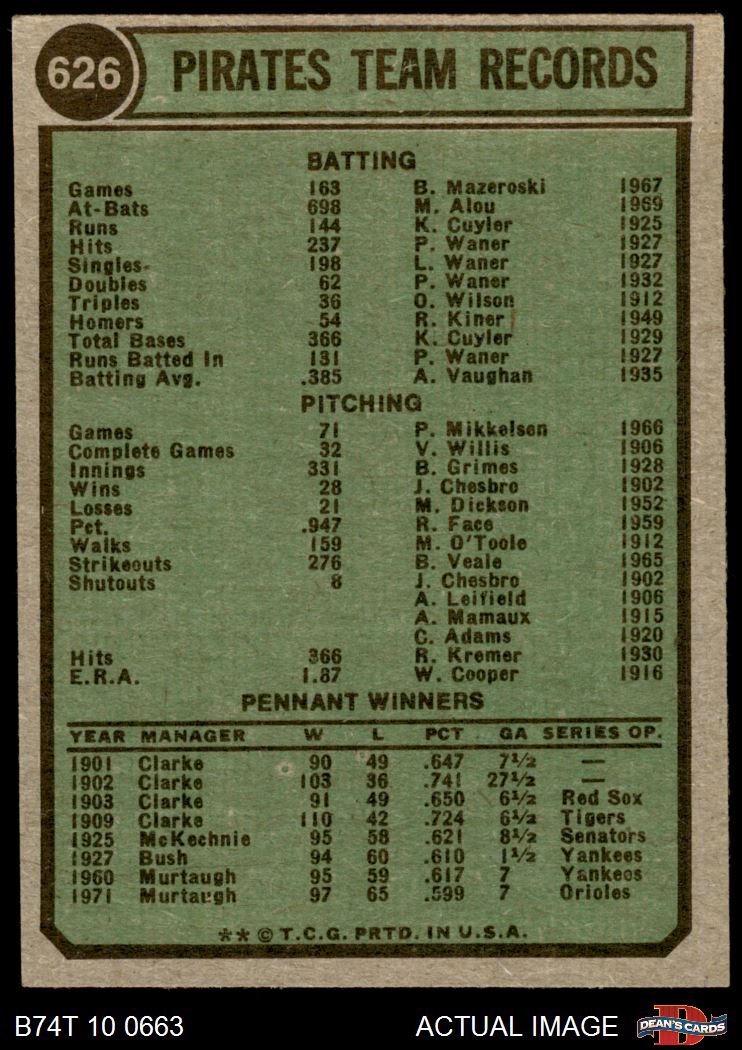 626 PIRATES TEAM RECORDS
BATTING
Games 163 B. Mazeroski 1967
At-Bats 698 M. Alou 1969
Runs 144 K. Cuyler 1925
Hits 237 P. Waner 1927
Singles 198 L. Waner 1927
Doubles 62 P. Waner 1932
Triples 36 O. Wilson 1912
Homers 54 R. Kiner 1949
Total Bases 366 K. Cuyler 1929
Runs Batted In 131 P. Waner 1927
Batting Avg. .385 A. Vaughan 1935
PITCHING
Games 71 P. Mikkelsen 1966
Complete Games 32 V. Willis 1906
Innings 331 B. Grimes 1928
Wins 28 J. Chesbro 1902
Losses 21 M. Dickson 1952
Pct. .947 R. Face 1959
Walks 159 M. O'Toole 1912
Strikeouts 276 B. Veale 1965
Shutouts 8 J. Chesbro 1902
A. Leifield 1906
A. Mamaux 1915
C. Adams 1920
Hits 366 R. Kremer 1930
E.R.A. 1.87 W. Cooper 1916
PENNANT WINNERS
YEAR MANAGER W L PCT GA SERIES OP.
1901 Clarke 90 49 .647 7½ —
1902 Clarke 103 36 .741 27½ —
1903 Clarke 91 49 .650 6½ Red Sox
1909 Clarke 110 42 .724 6½ Tigers
1925 McKechnie 95 58 .621 8½ Senators
1927 Bush 94 60 .610 1½ Yankees
1960 Murtaugh 95 59 .617 7 Yankees
1971 Murtaugh 97 65 .599 7 Orioles
** © T.C.G. PRTD. IN U.S.A.
B74T 10 0663 ACTUAL IMAGE DEAN'S CARDS